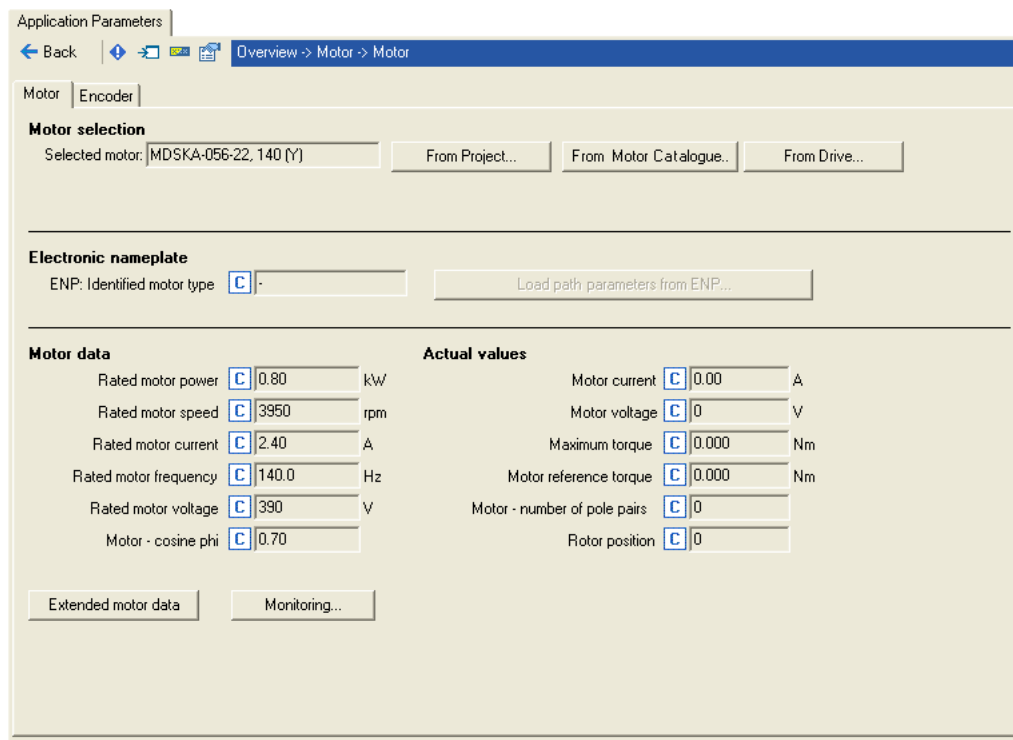 Application Parameters
Back Overview -> Motor -> Motor
Motor Encoder
Motor selection
Selected motor: MDSKA-056-22, 140 (Y) From Project... From Motor Catalogue.. From Drive...
Electronic nameplate
ENP: Identified motor type C - Load path parameters from ENP...
Motor data Actual values
Rated motor power C 0.80 kW Motor current C 0.00 A
Rated motor speed C 3950 rpm Motor voltage C 0 V
Rated motor current C 2.40 A Maximum torque C 0.000 Nm
Rated motor frequency C 140.0 Hz Motor reference torque C 0.000 Nm
Rated motor voltage C 390 V Motor - number of pole pairs C 0
Motor - cosine phi C 0.70 Rotor position C 0
Extended motor data Monitoring...